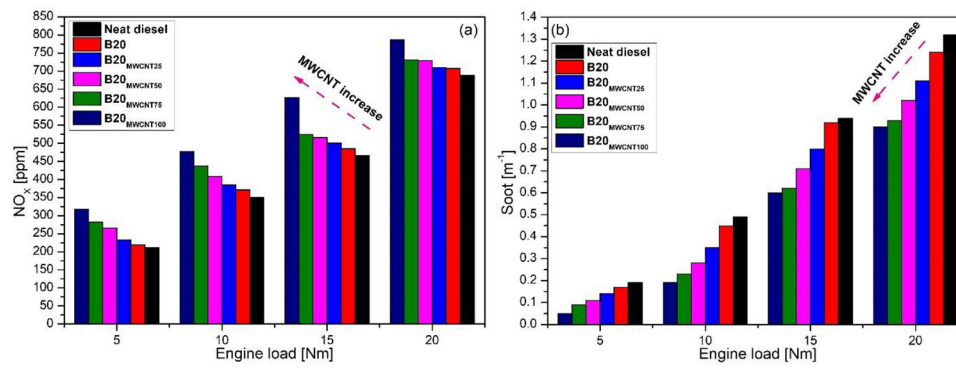 (a)
Neat diesel
B20
B20MWCNT25
B20MWCNT50
B20MWCNT75
B20MWCNT100
MWCNT increase
NOx [ppm]
850
800
750
700
650
600
550
500
450
400
350
300
250
200
150
100
50
0
5 10 15 20
Engine load [Nm]
(b)
Neat diesel
B20
B20MWCNT25
B20MWCNT50
B20MWCNT75
B20MWCNT100
MWCNT increase
Soot [m-1]
1.4
1.3
1.2
1.1
1.0
0.9
0.8
0.7
0.6
0.5
0.4
0.3
0.2
0.1
0.0
5 10 15 20
Engine load [Nm]